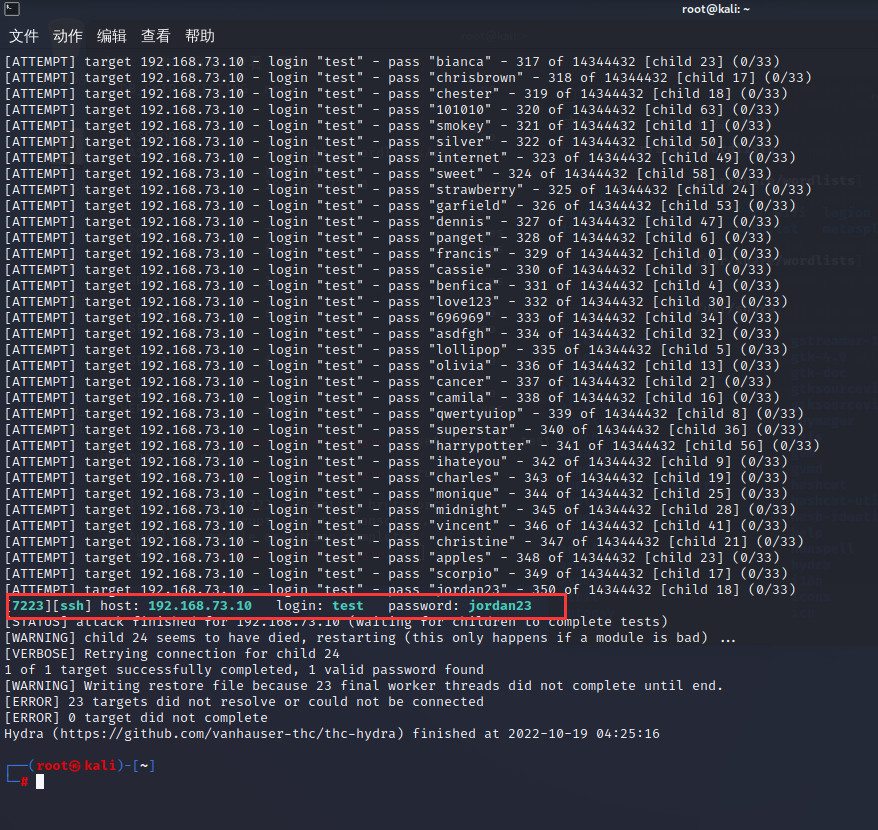 root@kali: ~
文件 动作 编辑 查看 帮助
[ATTEMPT] target 192.168.73.10 - login "test" - pass "bianca" - 317 of 14344432 [child 23] (0/33)
[ATTEMPT] target 192.168.73.10 - login "test" - pass "chrisbrown" - 318 of 14344432 [child 17] (0/33)
[ATTEMPT] target 192.168.73.10 - login "test" - pass "chester" - 319 of 14344432 [child 18] (0/33)
[ATTEMPT] target 192.168.73.10 - login "test" - pass "101010" - 320 of 14344432 [child 63] (0/33)
[ATTEMPT] target 192.168.73.10 - login "test" - pass "smokey" - 321 of 14344432 [child 1] (0/33)
[ATTEMPT] target 192.168.73.10 - login "test" - pass "silver" - 322 of 14344432 [child 50] (0/33)
[ATTEMPT] target 192.168.73.10 - login "test" - pass "internet" - 323 of 14344432 [child 49] (0/33)
[ATTEMPT] target 192.168.73.10 - login "test" - pass "sweet" - 324 of 14344432 [child 58] (0/33)
[ATTEMPT] target 192.168.73.10 - login "test" - pass "strawberry" - 325 of 14344432 [child 24] (0/33)
[ATTEMPT] target 192.168.73.10 - login "test" - pass "garfield" - 326 of 14344432 [child 53] (0/33)
[ATTEMPT] target 192.168.73.10 - login "test" - pass "dennis" - 327 of 14344432 [child 47] (0/33)
[ATTEMPT] target 192.168.73.10 - login "test" - pass "panget" - 328 of 14344432 [child 6] (0/33)
[ATTEMPT] target 192.168.73.10 - login "test" - pass "francis" - 329 of 14344432 [child 0] (0/33)
[ATTEMPT] target 192.168.73.10 - login "test" - pass "cassie" - 330 of 14344432 [child 3] (0/33)
[ATTEMPT] target 192.168.73.10 - login "test" - pass "benfica" - 331 of 14344432 [child 4] (0/33)
[ATTEMPT] target 192.168.73.10 - login "test" - pass "love123" - 332 of 14344432 [child 30] (0/33)
[ATTEMPT] target 192.168.73.10 - login "test" - pass "696969" - 333 of 14344432 [child 34] (0/33)
[ATTEMPT] target 192.168.73.10 - login "test" - pass "asdfgh" - 334 of 14344432 [child 32] (0/33)
[ATTEMPT] target 192.168.73.10 - login "test" - pass "lollipop" - 335 of 14344432 [child 5] (0/33)
[ATTEMPT] target 192.168.73.10 - login "test" - pass "olivia" - 336 of 14344432 [child 13] (0/33)
[ATTEMPT] target 192.168.73.10 - login "test" - pass "cancer" - 337 of 14344432 [child 2] (0/33)
[ATTEMPT] target 192.168.73.10 - login "test" - pass "camila" - 338 of 14344432 [child 16] (0/33)
[ATTEMPT] target 192.168.73.10 - login "test" - pass "qwertyuiop" - 339 of 14344432 [child 8] (0/33)
[ATTEMPT] target 192.168.73.10 - login "test" - pass "superstar" - 340 of 14344432 [child 36] (0/33)
[ATTEMPT] target 192.168.73.10 - login "test" - pass "harrypotter" - 341 of 14344432 [child 56] (0/33)
[ATTEMPT] target 192.168.73.10 - login "test" - pass "ihateyou" - 342 of 14344432 [child 9] (0/33)
[ATTEMPT] target 192.168.73.10 - login "test" - pass "charles" - 343 of 14344432 [child 19] (0/33)
[ATTEMPT] target 192.168.73.10 - login "test" - pass "monique" - 344 of 14344432 [child 25] (0/33)
[ATTEMPT] target 192.168.73.10 - login "test" - pass "midnight" - 345 of 14344432 [child 28] (0/33)
[ATTEMPT] target 192.168.73.10 - login "test" - pass "vincent" - 346 of 14344432 [child 41] (0/33)
[ATTEMPT] target 192.168.73.10 - login "test" - pass "christine" - 347 of 14344432 [child 21] (0/33)
[ATTEMPT] target 192.168.73.10 - login "test" - pass "apples" - 348 of 14344432 [child 23] (0/33)
[ATTEMPT] target 192.168.73.10 - login "test" - pass "scorpio" - 349 of 14344432 [child 17] (0/33)
[ATTEMPT] target 192.168.73.10 - login "test" - pass "jordan23" - 350 of 14344432 [child 18] (0/33)
[7223][ssh] host: 192.168.73.10 login: test password: jordan23
[STATUS] attack finished for 192.168.73.10 (waiting for children to complete tests)
[WARNING] child 24 seems to have died, restarting (this only happens if a module is bad) ...
[VERBOSE] Retrying connection for child 24
1 of 1 target successfully completed, 1 valid password found
[WARNING] Writing restore file because 23 final worker threads did not complete until end.
[ERROR] 23 targets did not resolve or could not be connected
[ERROR] 0 target did not complete
Hydra (https://github.com/vanhauser-thc/thc-hydra) finished at 2022-10-19 04:25:16
┌──(root㉿kali)-[~]
└─#